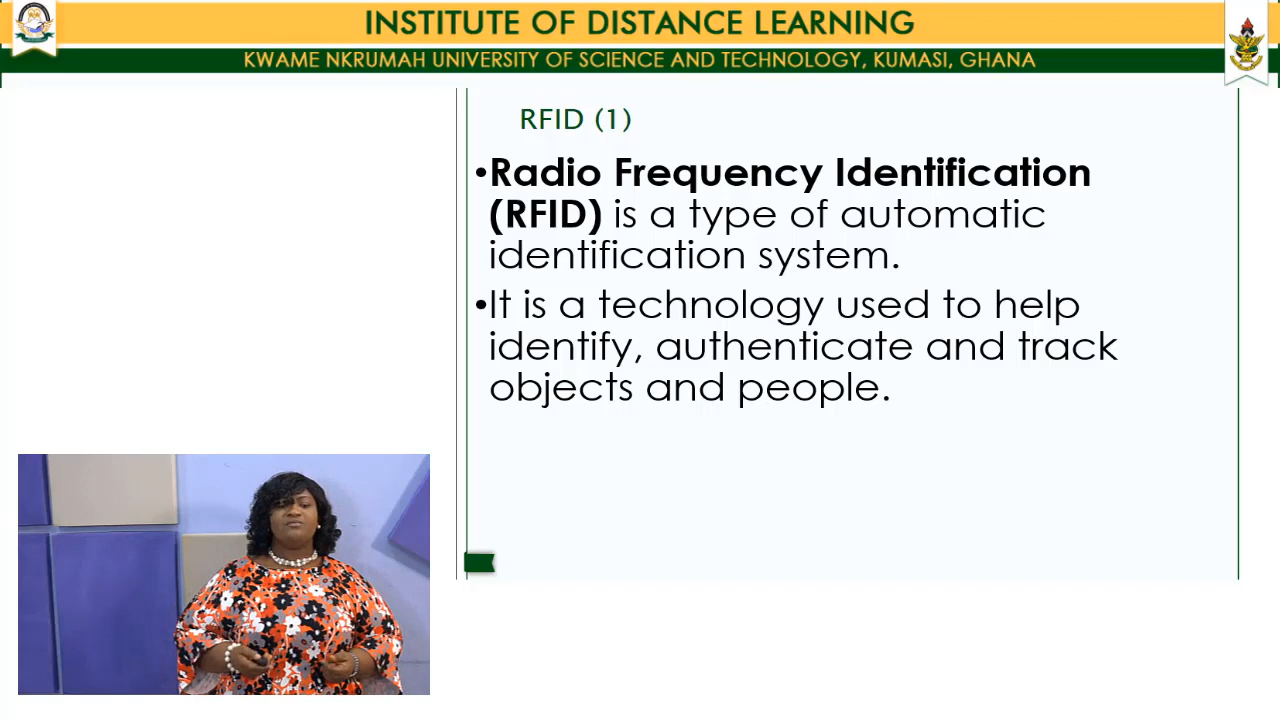 INSTITUTE OF DISTANCE LEARNING
KWAME NKRUMAH UNIVERSITY OF SCIENCE AND TECHNOLOGY, KUMASI, GHANA
RFID (1)
•Radio Frequency Identification
(RFID) is a type of automatic
identification system.
•It is a technology used to help
identify, authenticate and track
objects and people.